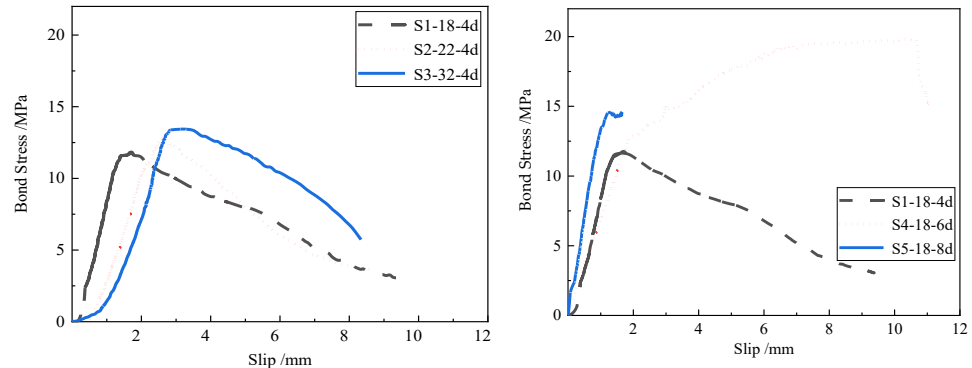 Bond Stress /MPa
20
15
10
5
0
S1-18-4d
S2-22-4d
S3-32-4d
2 4 6 8 10 12
Slip /mm
Bond Stress /MPa
20
15
10
5
0
S1-18-4d
S4-18-6d
S5-18-8d
2 4 6 8 10 12
Slip /mm